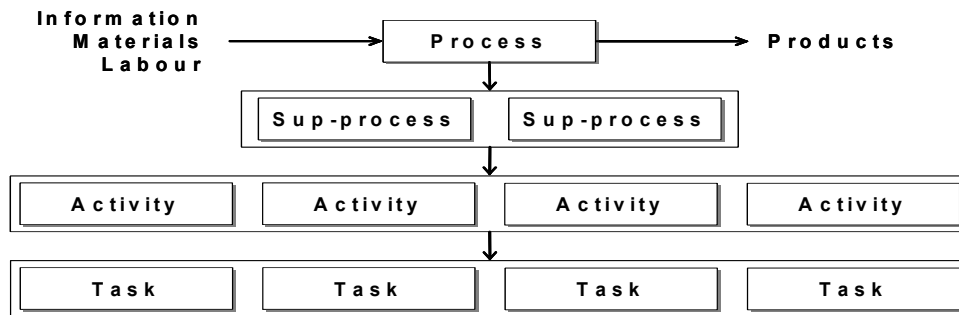 Information
Materials
Labour
Process
Products
Sup-process Sup-process
Activity Activity Activity Activity
Task Task Task Task